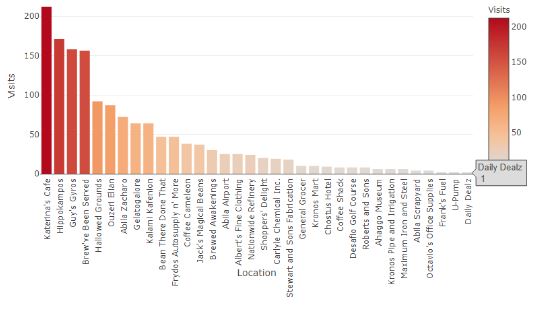 Visits
200
150
100
50
0
Visits
200
150
100
50
Daily Dealz
1
Katerina's Cafe
Hippokampos
Guy's Gyros
Brew've Been Served
Hallowed Grounds
Ouzeri Elian
Abila Zacharo
Gelatogalore
Kalami Kafenion
Bean There Done That
Frydos Autosupply n' More
Coffee Cameleon
Jack's Magical Beans
Brewed Awakenings
Abila Airport
Albert's Fine Clothing
Nationwide Refinery
Shoppers' Delight
Carlyle Chemical Inc.
Stewart and Sons Fabrication
General Grocer
Kronos Mart
Chostus Hotel
Coffee Shack
Desafio Golf Course
Roberts and Sons
Ahaggo Museum
Kronos Pipe and Irrigation
Maximum Iron and Steel
Abila Scrapyard
Octavio's Office Supplies
Frank's Fuel
U-Pump
Daily Dealz
Location